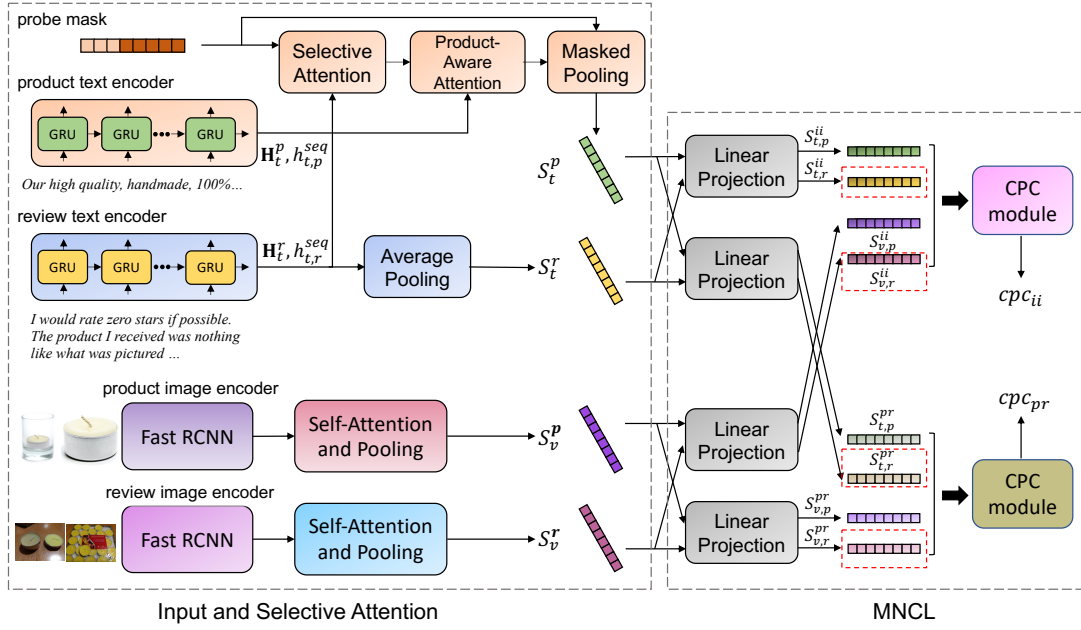 probe mask
Selective
Attention
Product-
Aware
Attention
Masked
Pooling
product text encoder
GRU
GRU
•••
GRU
H_t^p, h_{t,p}^{seq}
Our high quality, handmade, 100%…
S_t^p
review text encoder
GRU
GRU
•••
GRU
H_t^r, h_{t,r}^{seq}
Average
Pooling
S_t^r
I would rate zero stars if possible.
The product I received was nothing
like what was pictured …
product image encoder
Fast RCNN
Self-Attention
and Pooling
S_v^p
review image encoder
Fast RCNN
Self-Attention
and Pooling
S_v^r
Input and Selective Attention
Linear
Projection
S_{t,p}^{ii}
S_{t,r}^{ii}
Linear
Projection
S_{v,p}^{ii}
S_{v,r}^{ii}
CPC
module
cpc_{ii}
Linear
Projection
S_{t,p}^{pr}
S_{t,r}^{pr}
Linear
Projection
S_{v,p}^{pr}
S_{v,r}^{pr}
cpc_{pr}
CPC
module
MNCL